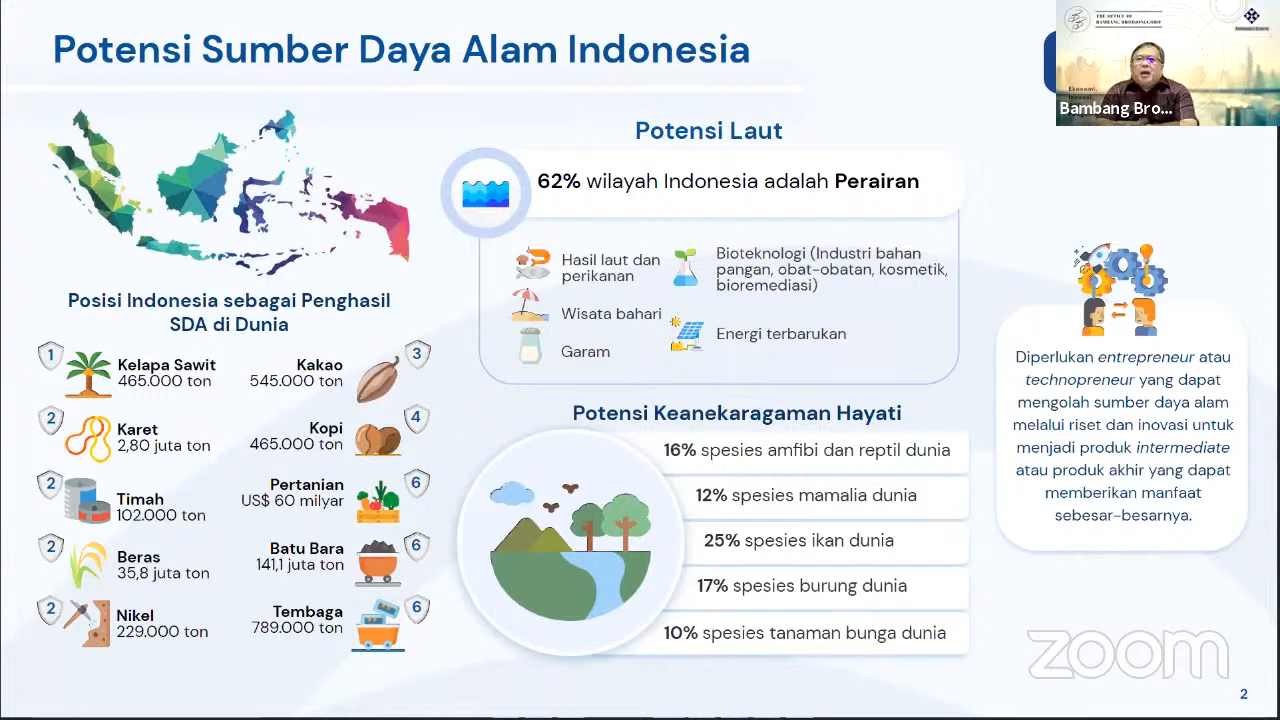 Potensi Sumber Daya Alam Indonesia
THE OFFICE OF
BAMBANG BRODJONEGORO
Ekonomi.
Inovasi.
Bambang Bro...
Posisi Indonesia sebagai Penghasil
SDA di Dunia
1
Kelapa Sawit
465.000 ton
Kakao
545.000 ton
3
2
Karet
2,80 juta ton
Kopi
465.000 ton
4
2
Timah
102.000 ton
Pertanian
US$ 60 milyar
6
2
Beras
35,8 juta ton
Batu Bara
141,1 juta ton
6
2
Nikel
229.000 ton
Tembaga
789.000 ton
6
Potensi Laut
62% wilayah Indonesia adalah Perairan
Hasil laut dan
perikanan
Wisata bahari
Garam
Bioteknologi (Industri bahan
pangan, obat-obatan, kosmetik,
bioremediasi)
Energi terbarukan
Potensi Keanekaragaman Hayati
16% spesies amfibi dan reptil dunia
12% spesies mamalia dunia
25% spesies ikan dunia
17% spesies burung dunia
10% spesies tanaman bunga dunia
Diperlukan entrepreneur atau
technopreneur yang dapat
mengolah sumber daya alam
melalui riset dan inovasi untuk
menjadi produk intermediate
atau produk akhir yang dapat
memberikan manfaat
sebesar-besarnya.
zoom
2